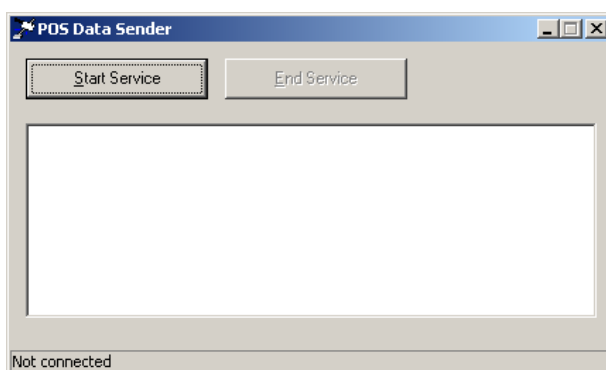 POS Data Sender
Start Service
End Service
Not connected